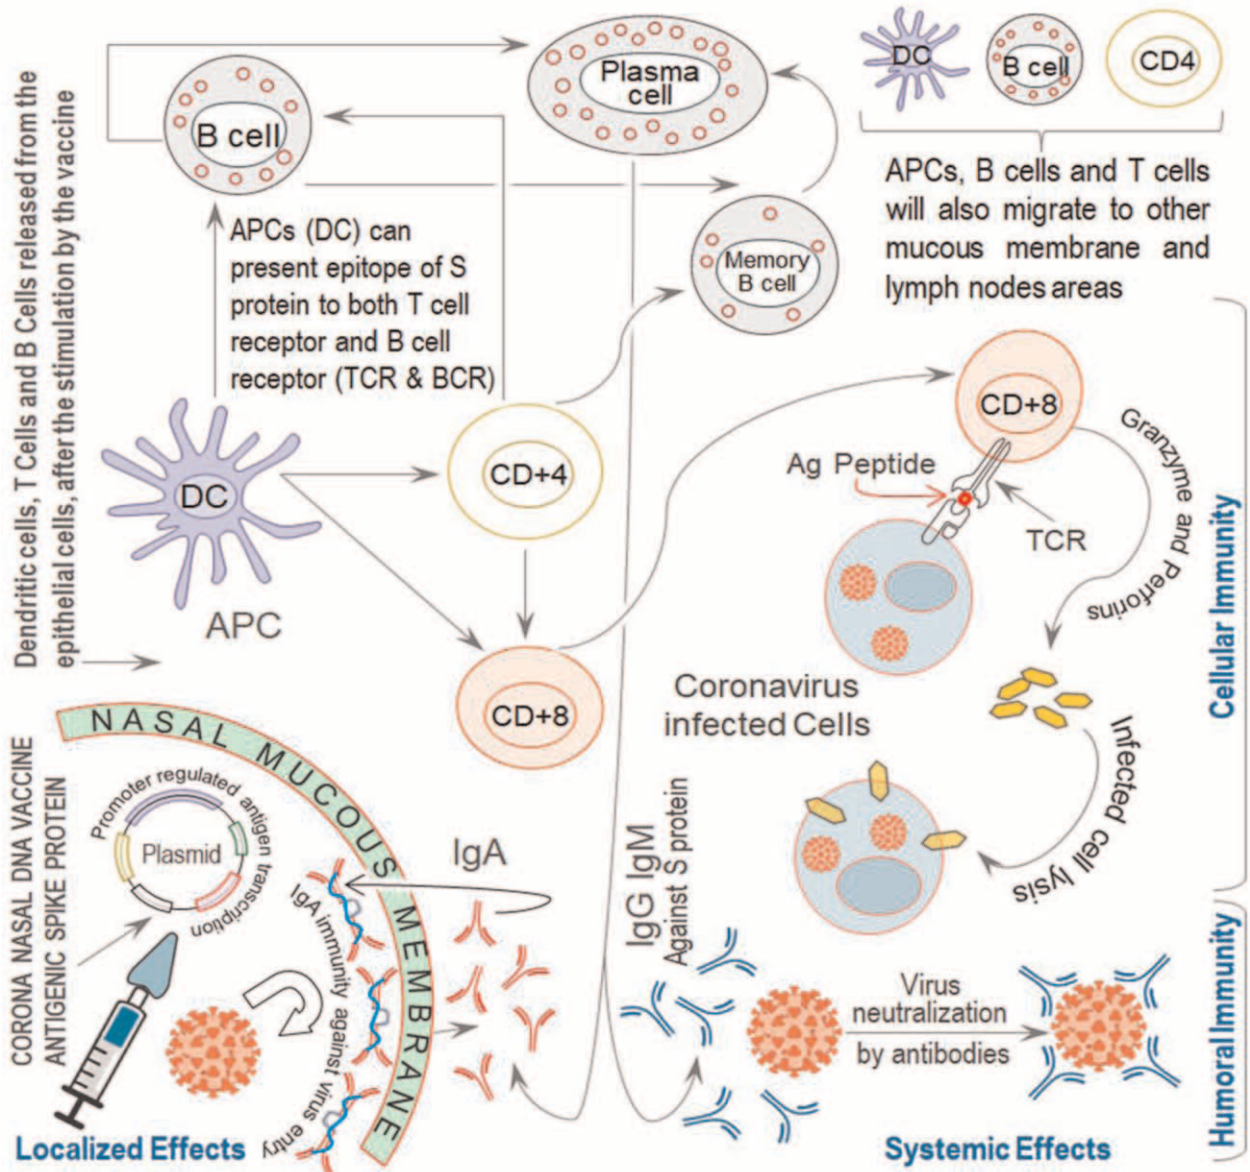 Dendritic cells, T Cells and B Cells released from the
epithelial cells, after the stimulation by the vaccine
B cell
Plasma
cell
DC
B cell
CD4
APCs, B cells and T cells
will also migrate to other
mucous membrane and
lymph nodes areas
Memory
B cell
APCs (DC) can
present epitope of S
protein to both T cell
receptor and B cell
receptor (TCR & BCR)
DC
APC
CD+4
CD+8
CD+8
Ag Peptide
TCR
Granzyme and Perforins
Coronavirus
infected Cells
Infected cell lysis
Cellular Immunity
CORONA NASAL DNA VACCINE
ANTIGENIC SPIKE PROTEIN
NASAL MUCOUS MEMBRANE
Promoter regulated antigen transcription
Plasmid
IgA immunity against virus entry
IgA
IgG IgM
Against S protein
Virus
neutralization
by antibodies
Humoral Immunity
Localized Effects
Systemic Effects